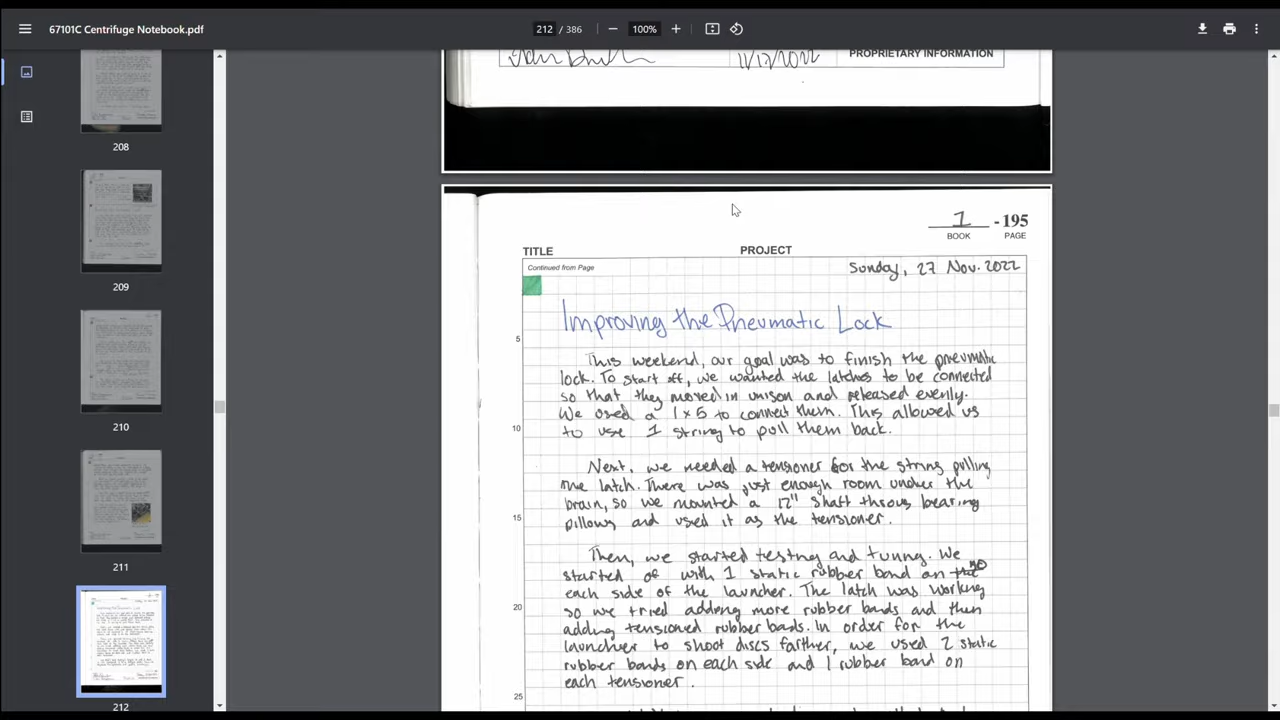 67101C Centrifuge Notebook.pdf
212 / 386
100%
208
209
210
211
212
PROPRIETARY INFORMATION
1 - 195
BOOK PAGE
TITLE PROJECT
Continued from Page
Sunday, 27 Nov. 2022
Improving the Pneumatic Lock
5
This weekend, our goal was to finish the pneumatic
lock. To start off, we wanted the latches to be connected
so that they moved in unison and released evenly.
We used a 1x5 to connect them. This allowed us
10
to use 1 string to pull them back.
Next, we needed a tensioner for the string pulling
the latch. There was just enough room under the
brain, so we mounted a 12" shaft throug bearing
15
pillows and used it as the tensioner.
Then, we started testing and tuning. We
started of with 1 static rubber band on the
each side of the launcher. The latch was working
20
so we tried adding more rubber bands and then
adding tensioned rubber bands. in order for the
launcher to shoot discs farther, we used 2 static
rubber bands on each side and 1 rubber band on
each tensioner.
25